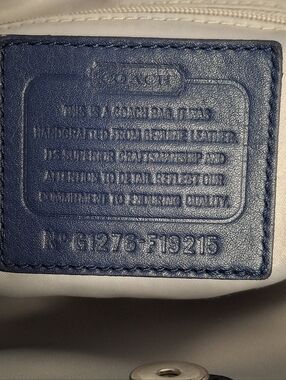 COACH
THIS IS A COACH BAG. IT WAS
HANDCRAFTED FROM GENUINE LEATHER.
ITS SUPERIOR CRAFTSMANSHIP AND
ATTENTION TO DETAIL REFLECT OUR
COMMITMENT TO ENDURING QUALITY.
Nº G1276-F19215